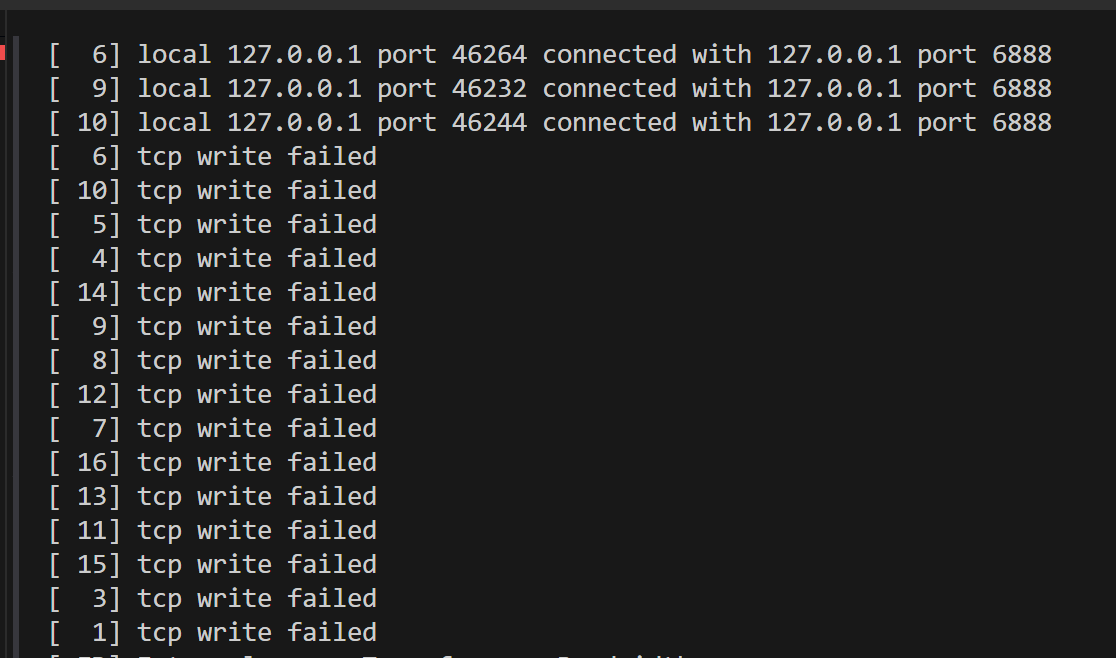 [  6] local 127.0.0.1 port 46264 connected with 127.0.0.1 port 6888
[  9] local 127.0.0.1 port 46232 connected with 127.0.0.1 port 6888
[ 10] local 127.0.0.1 port 46244 connected with 127.0.0.1 port 6888
[  6] tcp write failed
[ 10] tcp write failed
[  5] tcp write failed
[  4] tcp write failed
[ 14] tcp write failed
[  9] tcp write failed
[  8] tcp write failed
[ 12] tcp write failed
[  7] tcp write failed
[ 16] tcp write failed
[ 13] tcp write failed
[ 11] tcp write failed
[ 15] tcp write failed
[  3] tcp write failed
[  1] tcp write failed